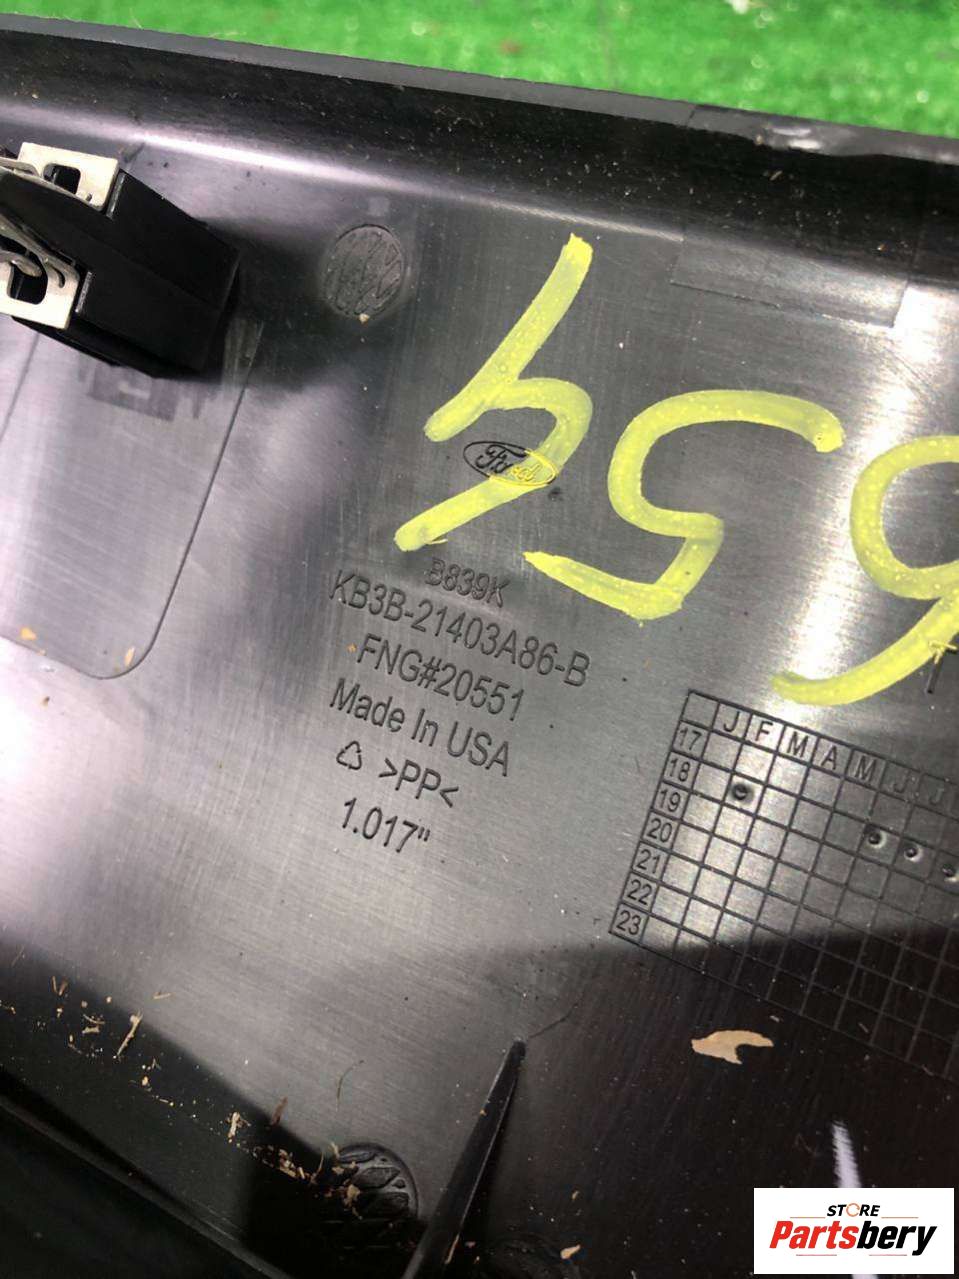 Ford
B839K
KB3B-21403A86-B
FNG#20551
Made In USA
>PP<
1.017"
J F M A M J J
17
18
19
20
21
22
23
STORE
Partsbery